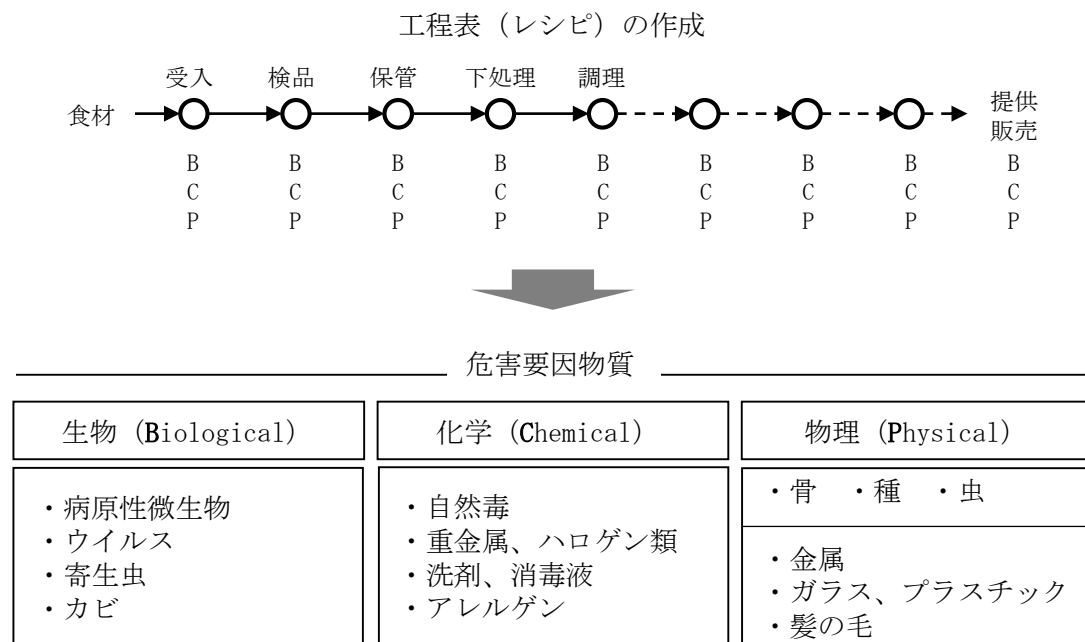 工程表（レシピ）の作成
受入 検品 保管 下処理 調理
食材
提供
販売
B B B B B B B B B
C C C C C C C C C
P P P P P P P P P
危害要因物質
生物（Biological）
・病原性微生物
・ウイルス
・寄生虫
・カビ
化学（Chemical）
・自然毒
・重金属、ハロゲン類
・洗剤、消毒液
・アレルゲン
物理（Physical）
・骨 ・種 ・虫
・金属
・ガラス、プラスチック
・髪の毛